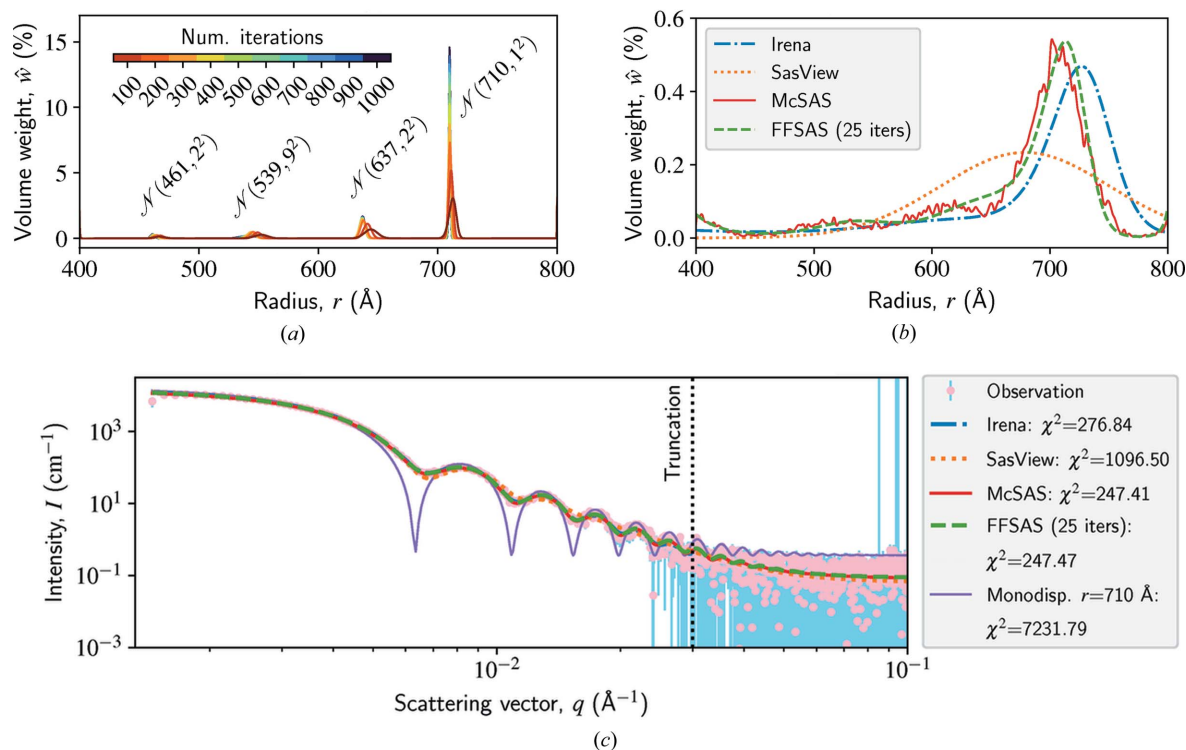 Num. iterations
100 200 300 400 500 600 700 800 900 1000
𝒩(461, 2²)
𝒩(539, 9²)
𝒩(637, 2²)
𝒩(710, 1²)
Volume weight, ŵ (%)
15
10
5
0
400 500 600 700 800
Radius, r (Å)
(a)
Irena
SasView
McSAS
FFSAS (25 iters)
Volume weight, ŵ (%)
0.6
0.4
0.2
0.0
400 500 600 700 800
Radius, r (Å)
(b)
Truncation
Intensity, I (cm⁻¹)
10³
10¹
10⁻¹
10⁻³
10⁻² 10⁻¹
Scattering vector, q (Å⁻¹)
Observation
Irena: χ²=276.84
SasView: χ²=1096.50
McSAS: χ²=247.41
FFSAS (25 iters):
χ²=247.47
Monodisp. r=710 Å:
χ²=7231.79
(c)